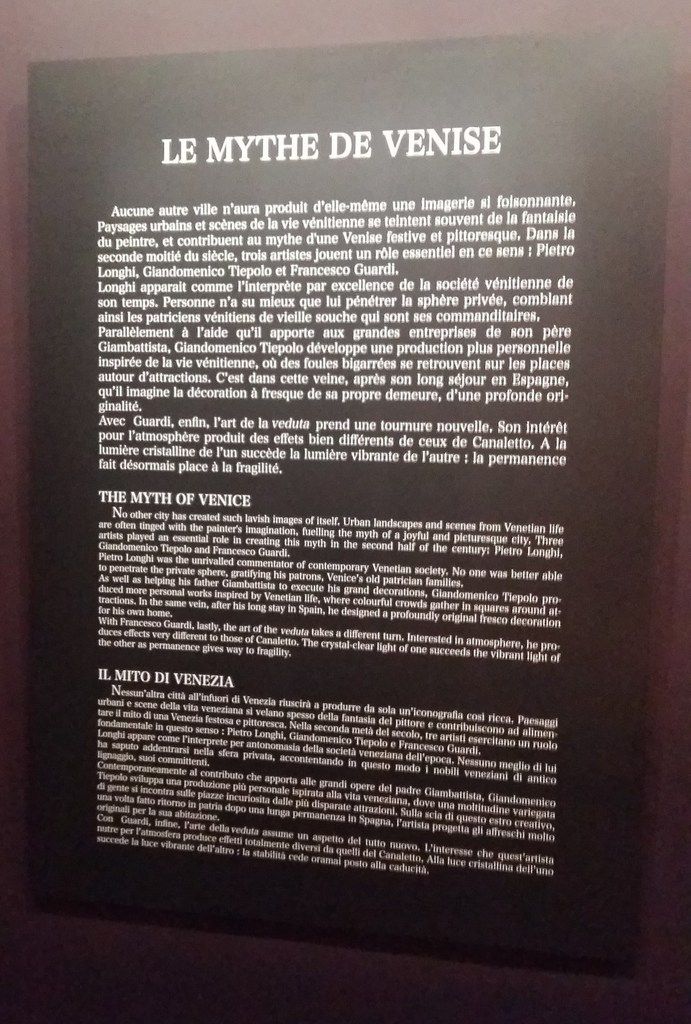 LE MYTHE DE VENISE
Aucune autre ville n'aura produit d'elle-même une imagerie si foisonnante.
Paysages urbains et scènes de la vie vénitienne se teintent souvent de la fantaisie
du peintre, et contribuent au mythe d'une Venise festive et pittoresque. Dans la
seconde moitié du siècle, trois artistes jouent un rôle essentiel en ce sens : Pietro
Longhi, Giandomenico Tiepolo et Francesco Guardi.
Longhi apparait comme l'interprète par excellence de la société vénitienne de
son temps. Personne n'a su mieux que lui pénétrer la sphère privée, comblant
ainsi les patriciens vénitiens de vieille souche qui sont ses commanditaires.
Parallèlement à l'aide qu'il apporte aux grandes entreprises de son père
Giambattista, Giandomenico Tiepolo développe une production plus personnelle
inspirée de la vie vénitienne, où des foules bigarrées se retrouvent sur les places
autour d'attractions. C'est dans cette veine, après son long séjour en Espagne,
qu'il imagine la décoration à fresque de sa propre demeure, d'une profonde ori-
ginalité.
Avec Guardi, enfin, l'art de la veduta prend une tournure nouvelle. Son intérêt
pour l'atmosphère produit des effets bien différents de ceux de Canaletto. A la
lumière cristalline de l'un succède la lumière vibrante de l'autre : la permanence
fait désormais place à la fragilité.
THE MYTH OF VENICE
No other city has created such lavish images of itself. Urban landscapes and scenes from Venetian life
are often tinged with the painter's imagination, fuelling the myth of a joyful and picturesque city. Three
artists played an essential role in creating this myth in the second half of the century: Pietro Longhi,
Giandomenico Tiepolo and Francesco Guardi.
Pietro Longhi was the unrivalled commentator of contemporary Venetian society. No one was better able
to penetrate the private sphere, gratifying his patrons, Venice's old patrician families.
As well as helping his father Giambattista to execute his grand decorations, Giandomenico Tiepolo pro-
duced more personal works inspired by Venetian life, where colourful crowds gather in squares around at-
tractions. In the same vein, after his long stay in Spain, he designed a profoundly original fresco decoration
for his own home.
With Francesco Guardi, lastly, the art of the veduta takes a different turn. Interested in atmosphere, he pro-
duces effects very different to those of Canaletto. The crystal-clear light of one succeeds the vibrant light of
the other as permanence gives way to fragility.
IL MITO DI VENEZIA
Nessun'altra città all'infuori di Venezia riuscirà a produrre da sola un'iconografia così ricca. Paesaggi
urbani e scene della vita veneziana si velano spesso della fantasia del pittore e contribuiscono ad alimen-
tare il mito di una Venezia festosa e pittoresca. Nella seconda metà del secolo, tre artisti esercitano un ruolo
fondamentale in questo senso : Pietro Longhi, Giandomenico Tiepolo e Francesco Guardi.
Longhi appare come l'interprete per antonomasia della società veneziana dell'epoca. Nessuno meglio di lui
ha saputo addentrarsi nella sfera privata, accontentando in questo modo i nobili veneziani di antico
lignaggio, suoi committenti.
Contemporaneamente al contributo che apporta alle grandi opere del padre Giambattista, Giandomenico
Tiepolo sviluppa una produzione più personale ispirata alla vita veneziana, dove una moltitudine variegata
di gente si incontra sulle piazze incuriosita dalle più disparate attrazioni. Sulla scia di questo estro creativo,
una volta fatto ritorno in patria dopo una lunga permanenza in Spagna, l'artista progetta gli affreschi molto
originali per la sua abitazione.
Con Guardi, infine, l'arte della veduta assume un aspetto del tutto nuovo. L'interesse che quest'artista
nutre per l'atmosfera produce effetti totalmente diversi da quelli del Canaletto. Alla luce cristallina dell'uno
succede la luce vibrante dell'altro : la stabilità cede oramai posto alla caducità.